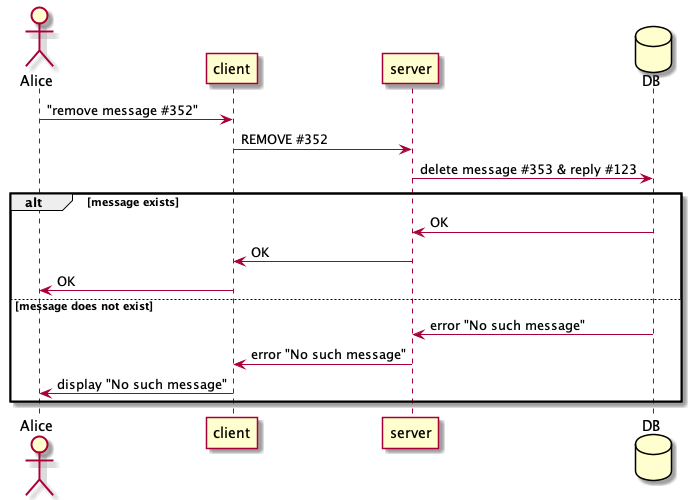 Alice
client
server
DB
"remove message #352"
REMOVE #352
delete message #353 & reply #123
alt [message exists]
OK
OK
OK
[message does not exist]
error "No such message"
error "No such message"
display "No such message"
Alice
client
server
DB